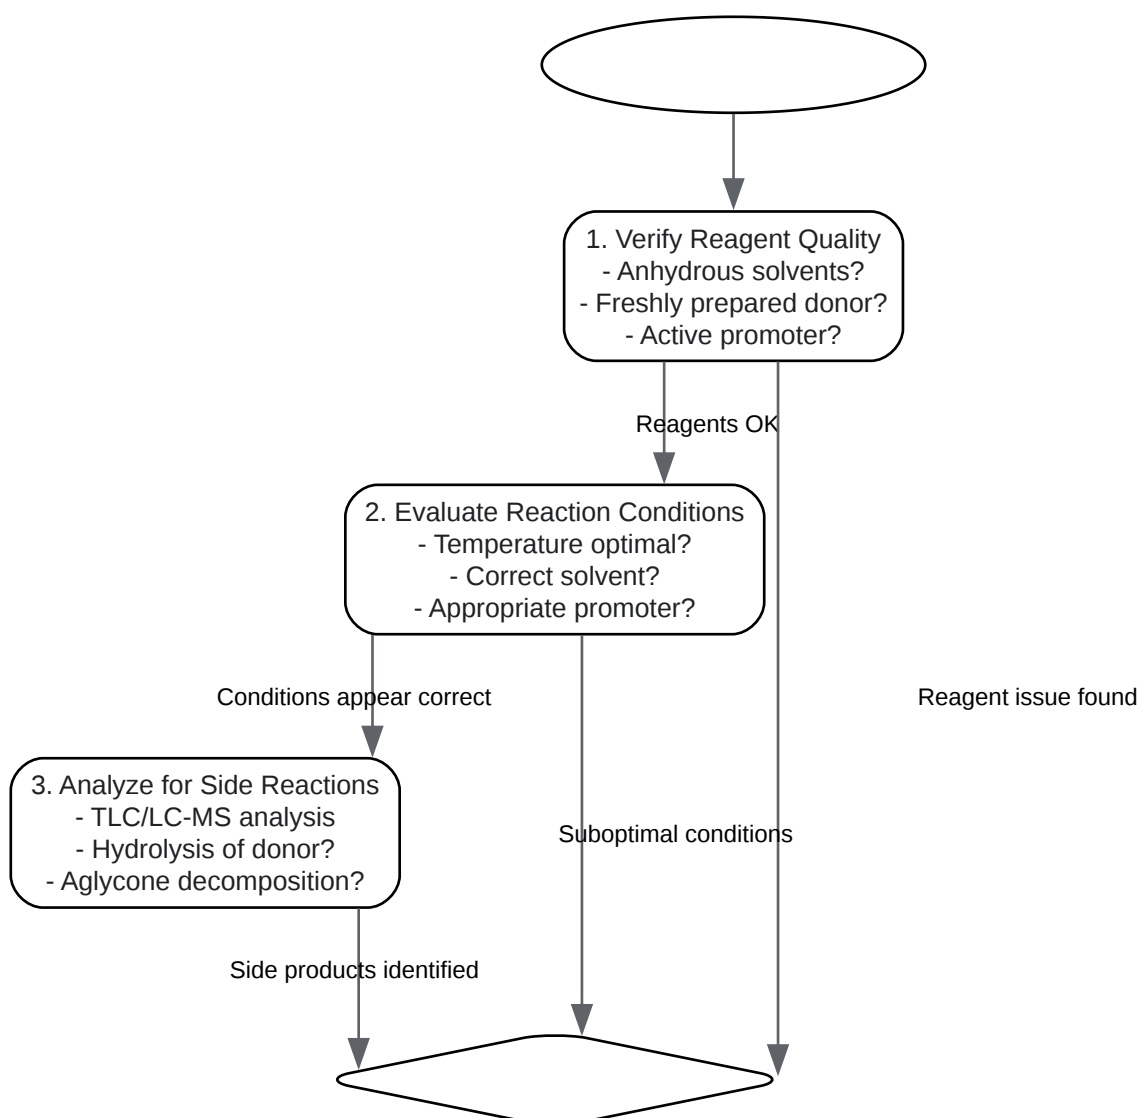 1. Verify Reagent Quality
- Anhydrous solvents?
- Freshly prepared donor?
- Active promoter?
Reagents OK
2. Evaluate Reaction Conditions
- Temperature optimal?
- Correct solvent?
- Appropriate promoter?
Conditions appear correct
Reagent issue found
3. Analyze for Side Reactions
- TLC/LC-MS analysis
- Hydrolysis of donor?
- Aglycone decomposition?
Suboptimal conditions
Side products identified